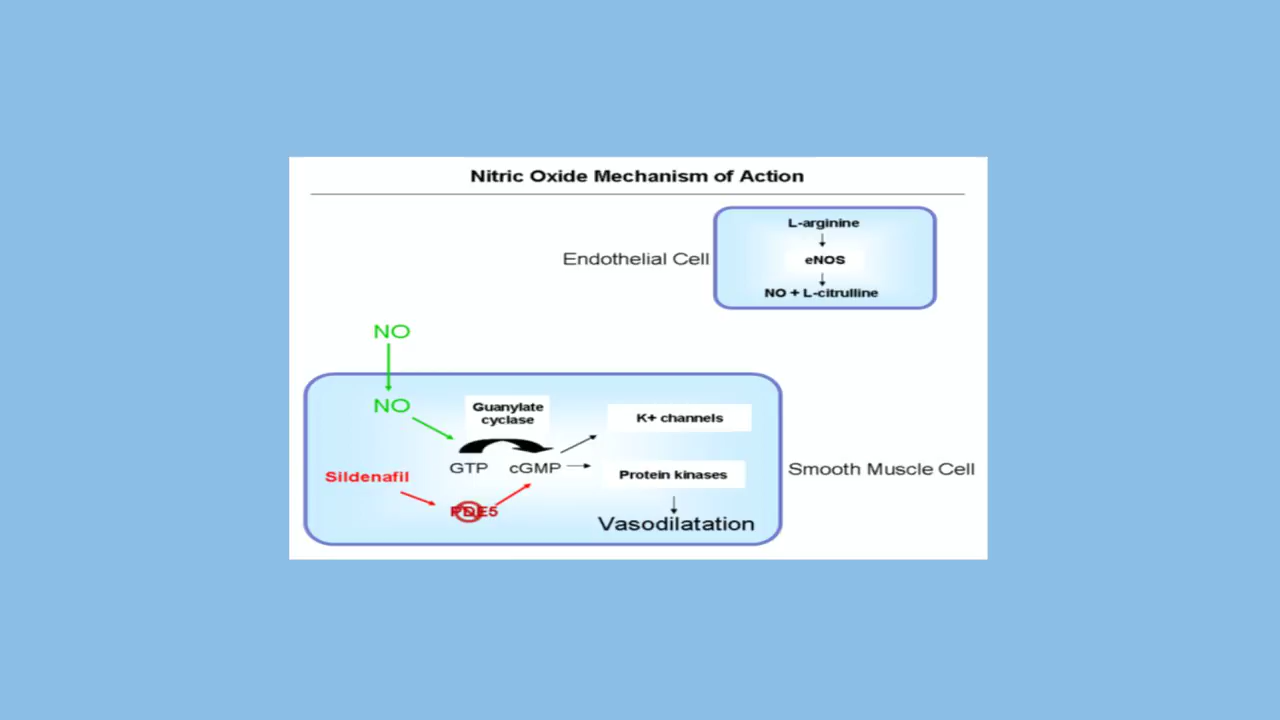 Nitric Oxide Mechanism of Action
L-arginine
Endothelial Cell
eNOS
NO + L-citrulline
NO
NO
Guanylate
cyclase
K+ channels
GTP
cGMP
Smooth Muscle Cell
Sildenafil
Protein kinases
PDE5
Vasodilatation